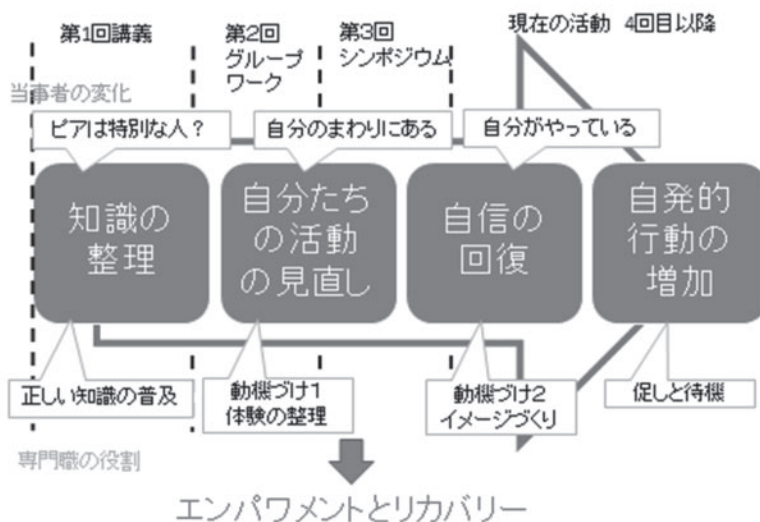 第1回講義
第2回
グループ
ワーク
第3回
シンポジウム
現在の活動 4回目以降
当事者の変化
ピアは特別な人？
自分のまわりにある
自分がやっている
知識の
整理
自分たち
の活動
の見直し
自信の
回復
自発的
行動の
増加
正しい知識の普及
動機づけ1
体験の整理
動機づけ2
イメージづくり
促しと待機
専門職の役割
エンパワメントとリカバリー